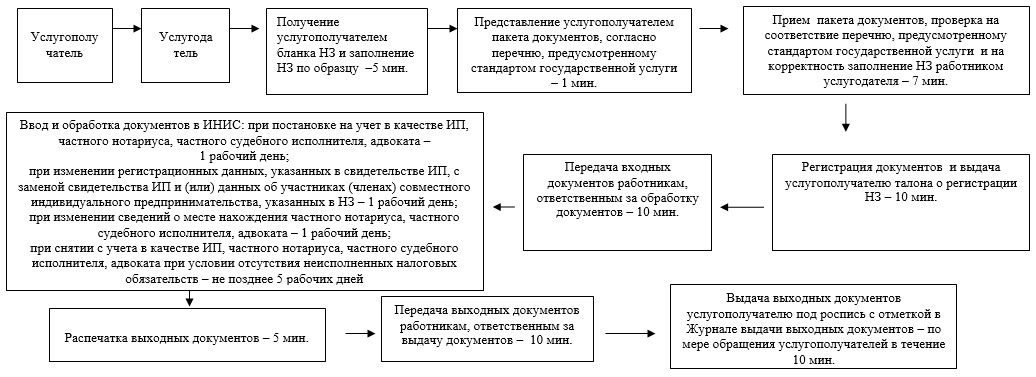 Услугополу
чатель
Услугода
тель
Получение
услугополучателем
бланка НЗ и заполнение
НЗ по образцу –5 мин.
Представление услугополучателем
пакета документов, согласно
перечню, предусмотренному
стандартом государственной услуги
– 1 мин.
Прием пакета документов, проверка на
соответствие перечню, предусмотренному
стандартом государственной услуги и на
корректность заполнение НЗ работником
услугодателя – 7 мин.
Регистрация документов и выдача
услугополучателю талона о регистрации
НЗ – 10 мин.
Передача входных
документов работникам,
ответственным за обработку
документов – 10 мин.
Ввод и обработка документов в ИНИС: при постановке на учет в качестве ИП,
частного нотариуса, частного судебного исполнителя, адвоката –
1 рабочий день;
при изменении регистрационных данных, указанных в свидетельстве ИП, с
заменой свидетельства ИП и (или) данных об участниках (членах) совместного
индивидуального предпринимательства, указанных в НЗ – 1 рабочий день;
при изменении сведений о месте нахождения частного нотариуса, частного
судебного исполнителя, адвоката – 1 рабочий день;
при снятии с учета в качестве ИП, частного нотариуса, частного судебного
исполнителя, адвоката при условии отсутствия неисполненных налоговых
обязательств – не позднее 5 рабочих дней
Распечатка выходных документов – 5 мин.
Передача выходных документов
работникам, ответственным за
выдачу документов – 10 мин.
Выдача выходных документов
услугополучателю под роспись с отметкой в
Журнале выдачи выходных документов – по
мере обращения услугополучателей в течение
10 мин.